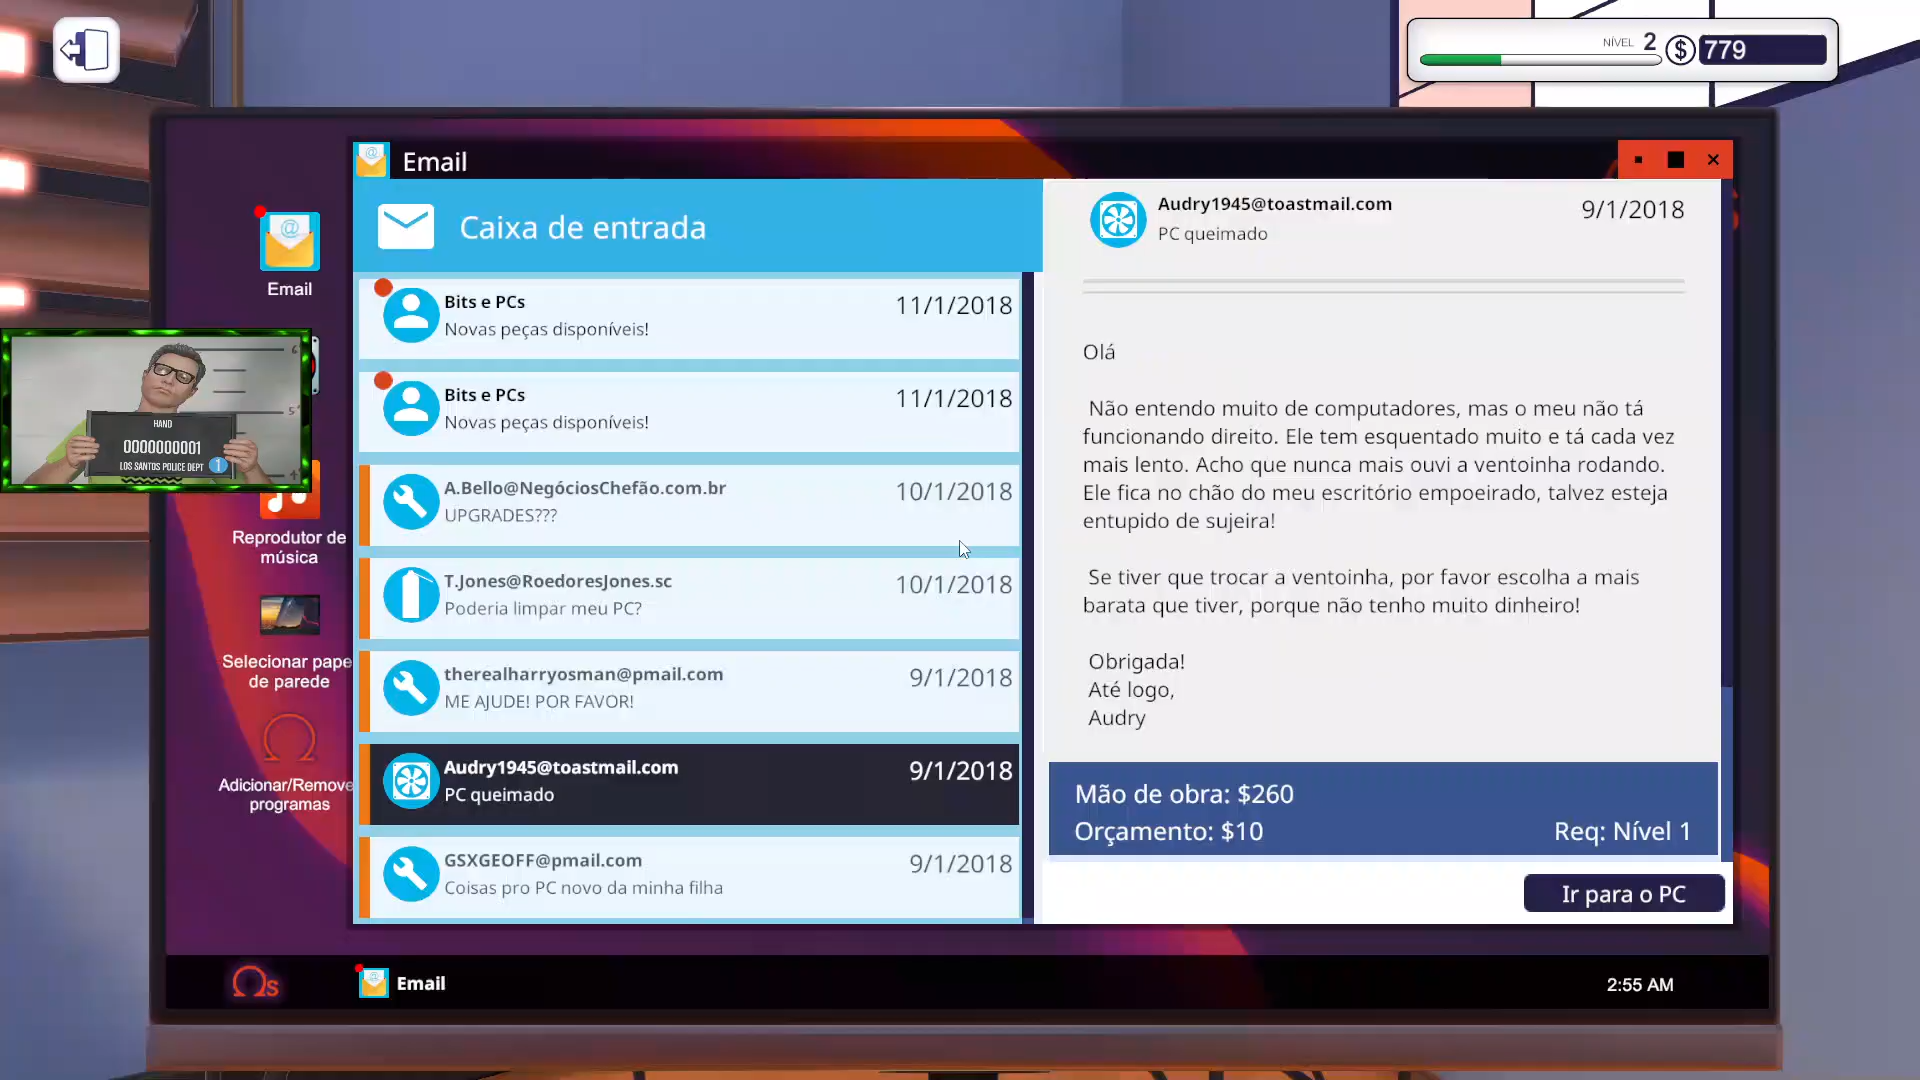 NÍVEL 2
$ 779
Email
Caixa de entrada
Bits e PCs
11/1/2018
Novas peças disponíveis!
Bits e PCs
11/1/2018
Novas peças disponíveis!
A.Bello@NegóciosChefão.com.br
10/1/2018
UPGRADES???
T.Jones@RoedoresJones.sc
10/1/2018
Poderia limpar meu PC?
therealharryosman@pmail.com
9/1/2018
ME AJUDE! POR FAVOR!
Audry1945@toastmail.com
9/1/2018
PC queimado
GSXGEOFF@pmail.com
9/1/2018
Coisas pro PC novo da minha filha
Audry1945@toastmail.com
9/1/2018
PC queimado
Olá
Não entendo muito de computadores, mas o meu não tá
funcionando direito. Ele tem esquentado muito e tá cada vez
mais lento. Acho que nunca mais ouvi a ventoinha rodando.
Ele fica no chão do meu escritório empoeirado, talvez esteja
entupido de sujeira!
Se tiver que trocar a ventoinha, por favor escolha a mais
barata que tiver, porque não tenho muito dinheiro!
Obrigada!
Até logo,
Audry
Mão de obra: $260
Orçamento: $10
Req: Nível 1
Ir para o PC
Email
HAND
0000000001
LOS SANTOS POLICE DEPT 1
Reprodutor de
música
Selecionar pape
de parede
Adicionar/Remove
programas
Ωs
Email
2:55 AM